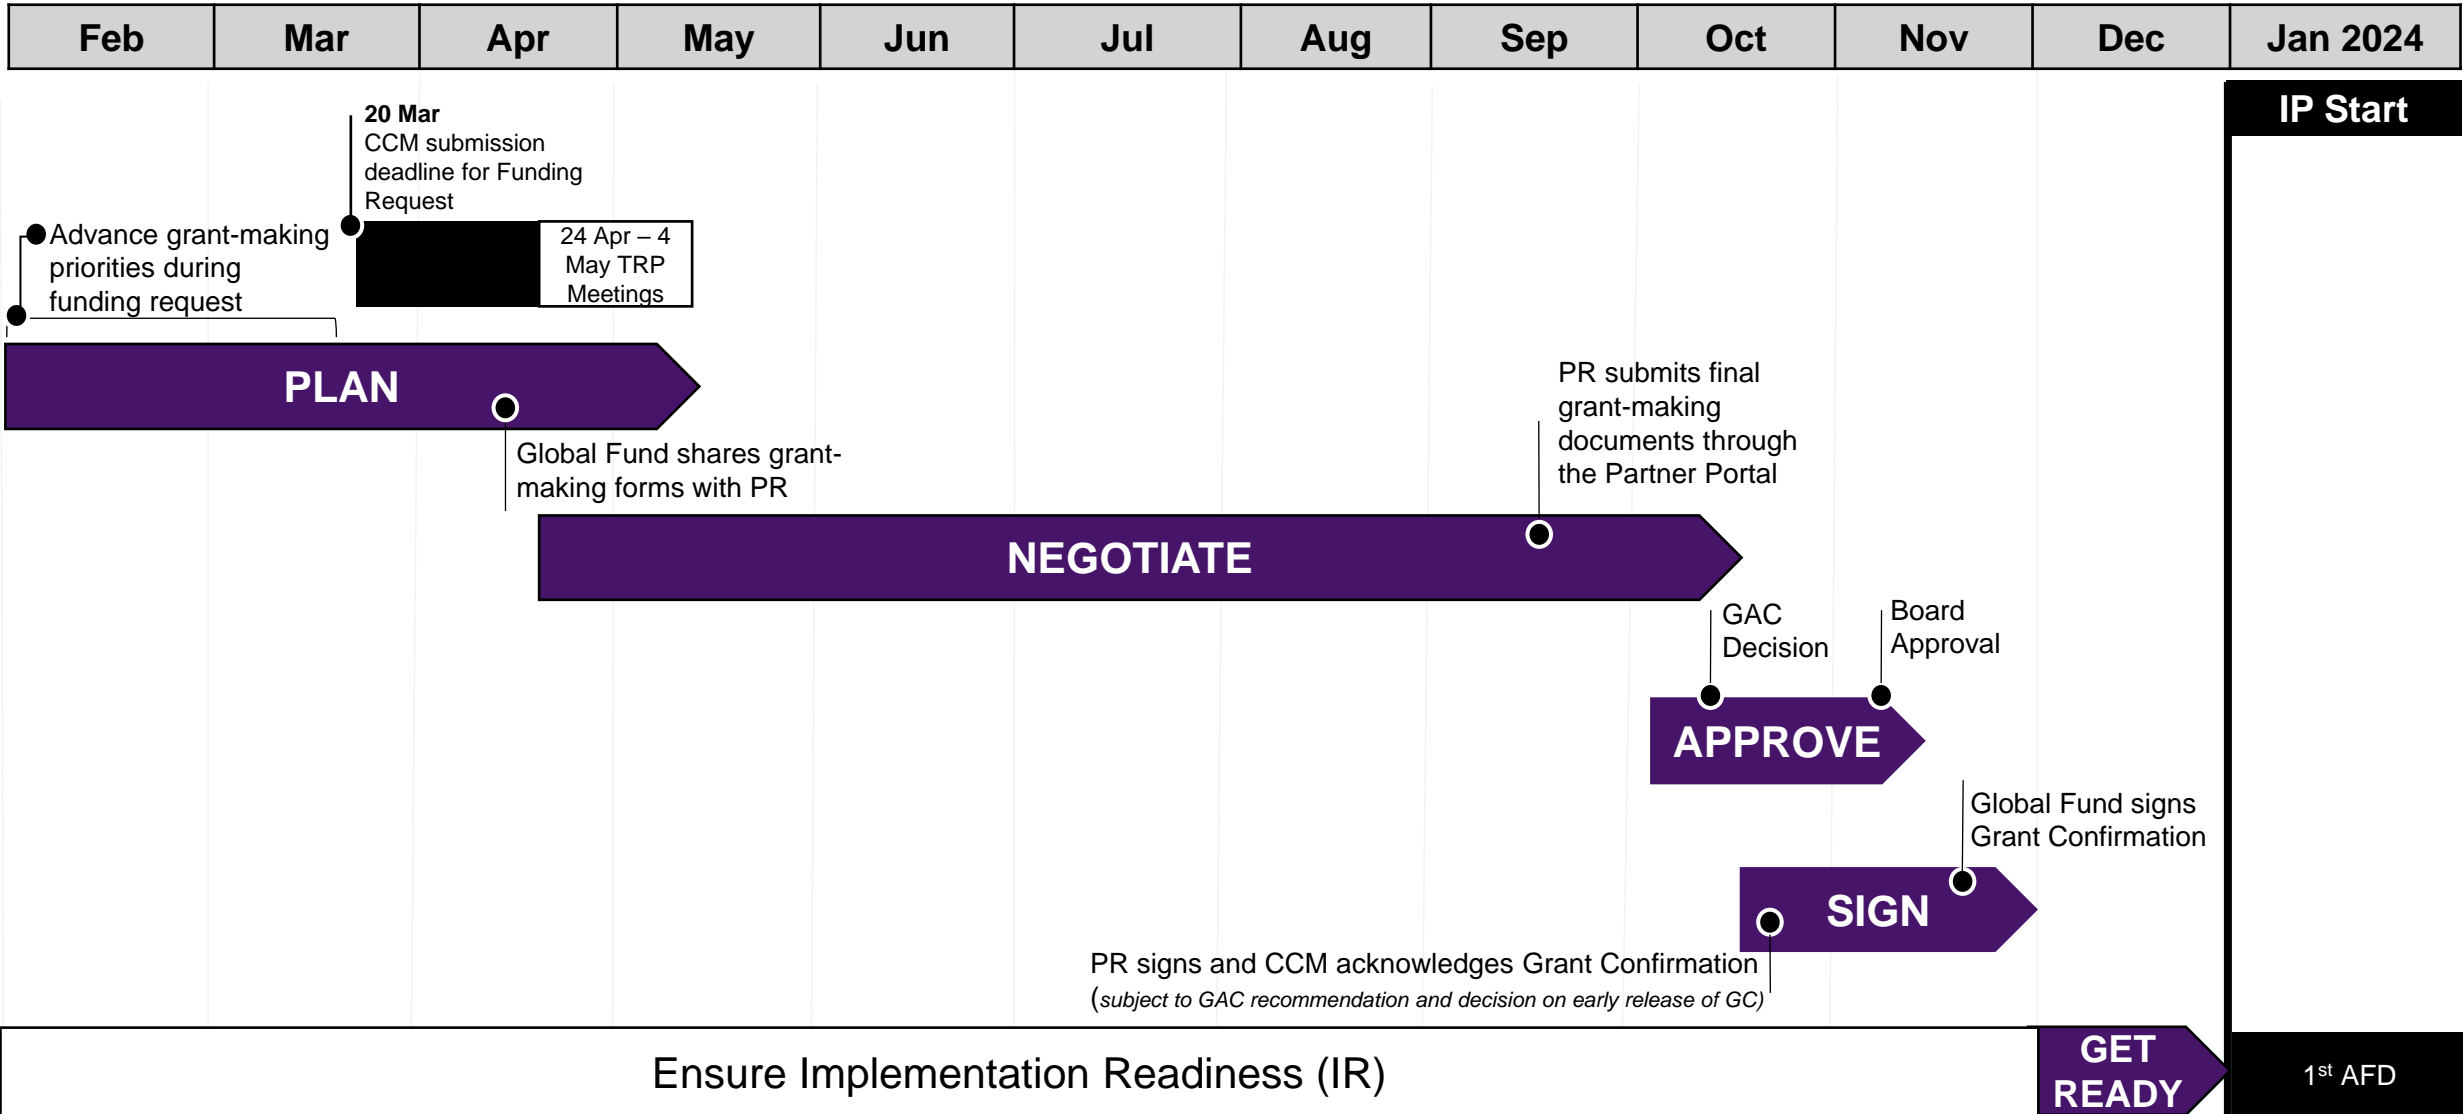 Feb Mar Apr May Jun Jul Aug Sep Oct Nov Dec Jan 2024
IP Start
20 Mar
CCM submission
deadline for Funding
Request
Advance grant-making
priorities during
funding request
24 Apr – 4
May TRP
Meetings
PLAN
Global Fund shares grant-
making forms with PR
PR submits final
grant-making
documents through
the Partner Portal
NEGOTIATE
GAC
Decision
Board
Approval
APPROVE
Global Fund signs
Grant Confirmation
SIGN
PR signs and CCM acknowledges Grant Confirmation
(subject to GAC recommendation and decision on early release of GC)
Ensure Implementation Readiness (IR)
GET
READY
1st AFD